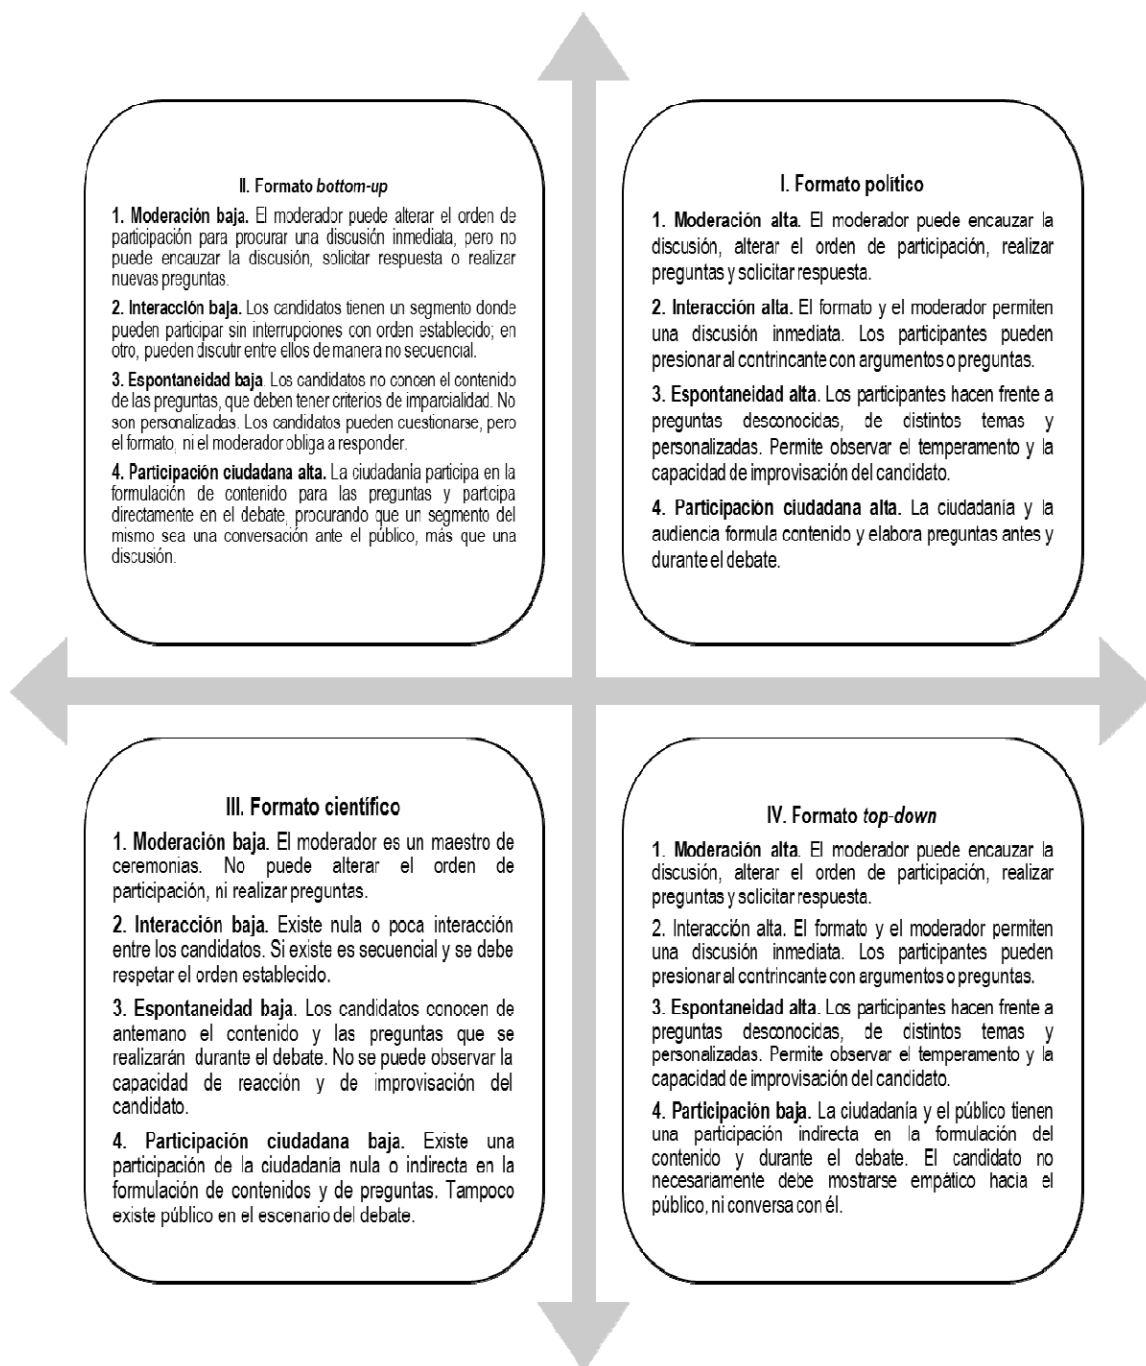 II. Formato bottom-up
1. Moderación baja. El moderador puede alterar el orden de
participación para procurar una discusión inmediata, pero no
puede encauzar la discusión, solicitar respuesta o realizar
nuevas preguntas.
2. Interacción baja. Los candidatos tienen un segmento donde
pueden participar sin interrupciones con orden establecido; en
otro, pueden discutir entre ellos de manera no secuencial.
3. Espontaneidad baja. Los candidatos no concen el contenido
de las preguntas, que deben tener criterios de imparcialidad. No
son personalizadas. Los candidatos pueden cuestionarse, pero
el formato, ni el moderador obliga a responder.
4. Participación ciudadana alta. La ciudadanía participa en la
formulación de contenido para las preguntas y participa
directamente en el debate, procurando que un segmento del
mismo sea una conversación ante el público, más que una
discusión.
I. Formato político
1. Moderación alta. El moderador puede encauzar la
discusión, alterar el orden de participación, realizar
preguntas y solicitar respuesta.
2. Interacción alta. El formato y el moderador permiten
una discusión inmediata. Los participantes pueden
presionar al contrincante con argumentos o preguntas.
3. Espontaneidad alta. Los participantes hacen frente a
preguntas desconocidas, de distintos temas y
personalizadas. Permite observar el temperamento y la
capacidad de improvisación del candidato.
4. Participación ciudadana alta. La ciudadanía y la
audiencia formula contenido y elabora preguntas antes y
durante el debate.
III. Formato científico
1. Moderación baja. El moderador es un maestro de
ceremonias. No puede alterar el orden de
participación, ni realizar preguntas.
2. Interacción baja. Existe nula o poca interacción
entre los candidatos. Si existe es secuencial y se debe
respetar el orden establecido.
3. Espontaneidad baja. Los candidatos conocen de
antemano el contenido y las preguntas que se
realizarán durante el debate. No se puede observar la
capacidad de reacción y de improvisación del
candidato.
4. Participación ciudadana baja. Existe una
participación de la ciudadanía nula o indirecta en la
formulación de contenidos y de preguntas. Tampoco
existe público en el escenario del debate.
IV. Formato top-down
1. Moderación alta. El moderador puede encauzar la
discusión, alterar el orden de participación, realizar
preguntas y solicitar respuesta.
2. Interacción alta. El formato y el moderador permiten
una discusión inmediata. Los participantes pueden
presionar al contrincante con argumentos o preguntas.
3. Espontaneidad alta. Los participantes hacen frente a
preguntas desconocidas, de distintos temas y
personalizadas. Permite observar el temperamento y la
capacidad de improvisación del candidato.
4. Participación baja. La ciudadanía y el público tienen
una participación indirecta en la formulación del
contenido y durante el debate. El candidato no
necesariamente debe mostrarse empático hacia el
público, ni conversa con él.